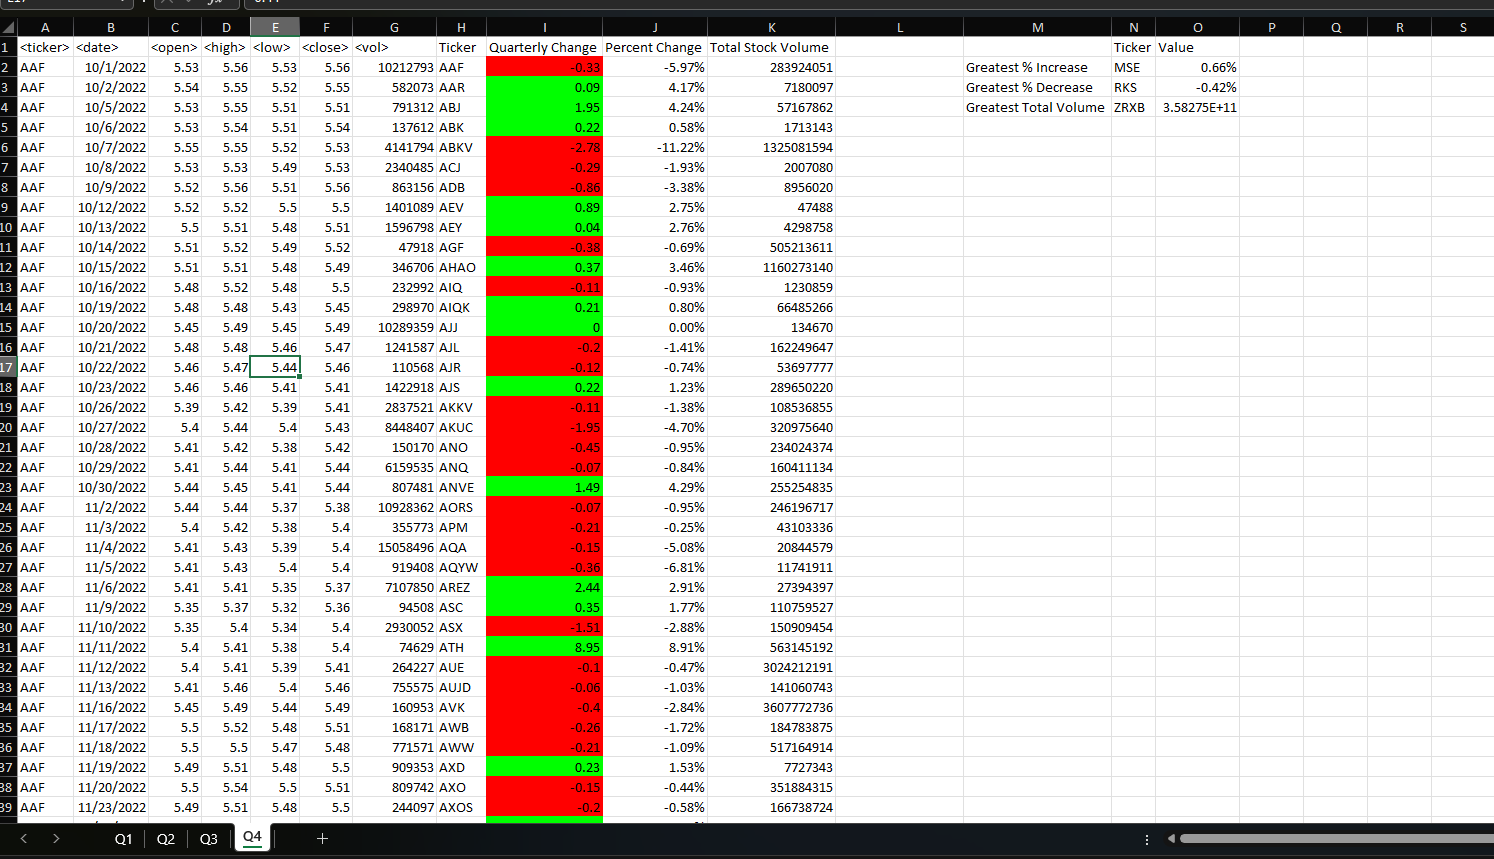 A B C D E F G H I J K L M N O P Q R S
1 <ticker> <date> <open> <high> <low> <close> <vol> Ticker Quarterly Change Percent Change Total Stock Volume Ticker Value
2 AAF 10/1/2022 5.53 5.56 5.53 5.56 10212793 AAF -0.33 -5.97% 283924051 Greatest % Increase MSE 0.66%
3 AAF 10/2/2022 5.54 5.55 5.52 5.55 582073 AAR 0.09 4.17% 7180097 Greatest % Decrease RKS -0.42%
4 AAF 10/5/2022 5.53 5.55 5.51 5.51 791312 ABJ 1.95 4.24% 57167862 Greatest Total Volume ZRXB 3.58275E+11
5 AAF 10/6/2022 5.53 5.54 5.51 5.54 137612 ABK 0.22 0.58% 1713143
6 AAF 10/7/2022 5.55 5.55 5.52 5.53 4141794 ABKV -2.78 -11.22% 1325081594
7 AAF 10/8/2022 5.53 5.53 5.49 5.53 2340485 ACJ -0.29 -1.93% 2007080
8 AAF 10/9/2022 5.52 5.56 5.51 5.56 863156 ADB -0.86 -3.38% 8956020
9 AAF 10/12/2022 5.52 5.52 5.5 5.5 1401089 AEV 0.89 2.75% 47488
10 AAF 10/13/2022 5.5 5.51 5.48 5.51 1596798 AEY 0.04 2.76% 4298758
11 AAF 10/14/2022 5.51 5.52 5.49 5.52 47918 AGF -0.38 -0.69% 505213611
12 AAF 10/15/2022 5.51 5.51 5.48 5.49 346706 AHAO 0.37 3.46% 1160273140
13 AAF 10/16/2022 5.48 5.52 5.48 5.5 232992 AIQ -0.11 -0.93% 1230859
14 AAF 10/19/2022 5.48 5.48 5.43 5.45 298970 AIQK 0.21 0.80% 66485266
15 AAF 10/20/2022 5.45 5.49 5.45 5.49 10289359 AJJ 0 0.00% 134670
16 AAF 10/21/2022 5.48 5.48 5.46 5.47 1241587 AJL -0.2 -1.41% 162249647
17 AAF 10/22/2022 5.46 5.47 5.44 5.46 110568 AJR -0.12 -0.74% 53697777
18 AAF 10/23/2022 5.46 5.46 5.41 5.41 1422918 AJS 0.22 1.23% 289650220
19 AAF 10/26/2022 5.39 5.42 5.39 5.41 2837521 AKKV -0.11 -1.38% 108536855
20 AAF 10/27/2022 5.4 5.44 5.4 5.43 8448407 AKUC -1.95 -4.70% 320975640
21 AAF 10/28/2022 5.41 5.42 5.38 5.42 150170 ANO -0.45 -0.95% 234024374
22 AAF 10/29/2022 5.41 5.44 5.41 5.44 6159535 ANQ -0.07 -0.84% 160411134
23 AAF 10/30/2022 5.44 5.45 5.41 5.44 807481 ANVE 1.49 4.29% 255254835
24 AAF 11/2/2022 5.44 5.44 5.37 5.38 10928362 AORS -0.07 -0.95% 246196717
25 AAF 11/3/2022 5.4 5.42 5.38 5.4 355773 APM -0.21 -0.25% 43103336
26 AAF 11/4/2022 5.41 5.43 5.39 5.4 15058496 AQA -0.15 -5.08% 20844579
27 AAF 11/5/2022 5.41 5.43 5.4 5.4 919408 AQYW -0.36 -6.81% 11741911
28 AAF 11/6/2022 5.41 5.41 5.35 5.37 7107850 AREZ 2.44 2.91% 27394397
29 AAF 11/9/2022 5.35 5.37 5.32 5.36 94508 ASC 0.35 1.77% 110759527
30 AAF 11/10/2022 5.35 5.4 5.34 5.4 2930052 ASX -1.51 -2.88% 150909454
31 AAF 11/11/2022 5.4 5.41 5.38 5.4 74629 ATH 8.95 8.91% 563145192
32 AAF 11/12/2022 5.4 5.41 5.39 5.41 264227 AUE -0.1 -0.47% 3024212191
33 AAF 11/13/2022 5.41 5.46 5.4 5.46 755575 AUJD -0.06 -1.03% 141060743
34 AAF 11/16/2022 5.45 5.49 5.44 5.49 160953 AVK -0.4 -2.84% 3607772736
35 AAF 11/17/2022 5.5 5.52 5.48 5.51 168171 AWB -0.26 -1.72% 184783875
36 AAF 11/18/2022 5.5 5.5 5.47 5.48 771571 AWW -0.21 -1.09% 517164914
37 AAF 11/19/2022 5.49 5.51 5.48 5.5 909353 AXD 0.23 1.53% 7727343
38 AAF 11/20/2022 5.5 5.54 5.5 5.51 809742 AXO -0.15 -0.44% 351884315
39 AAF 11/23/2022 5.49 5.51 5.48 5.5 244097 AXOS -0.2 -0.58% 166738724
Q1 Q2 Q3 Q4 +